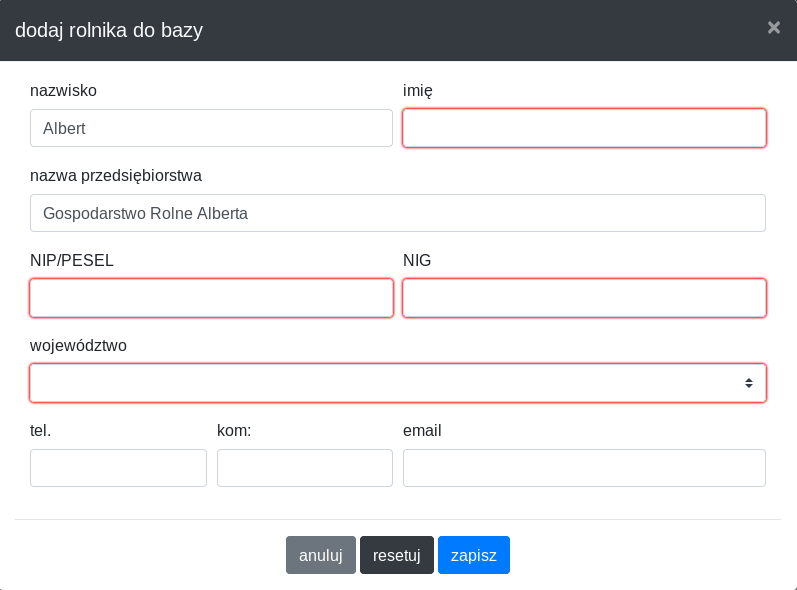 dodaj rolnika do bazy ×
nazwisko imię
Albert
nazwa przedsiębiorstwa
Gospodarstwo Rolne Alberta
NIP/PESEL NIG
województwo
tel. kom: email
anuluj resetuj zapisz